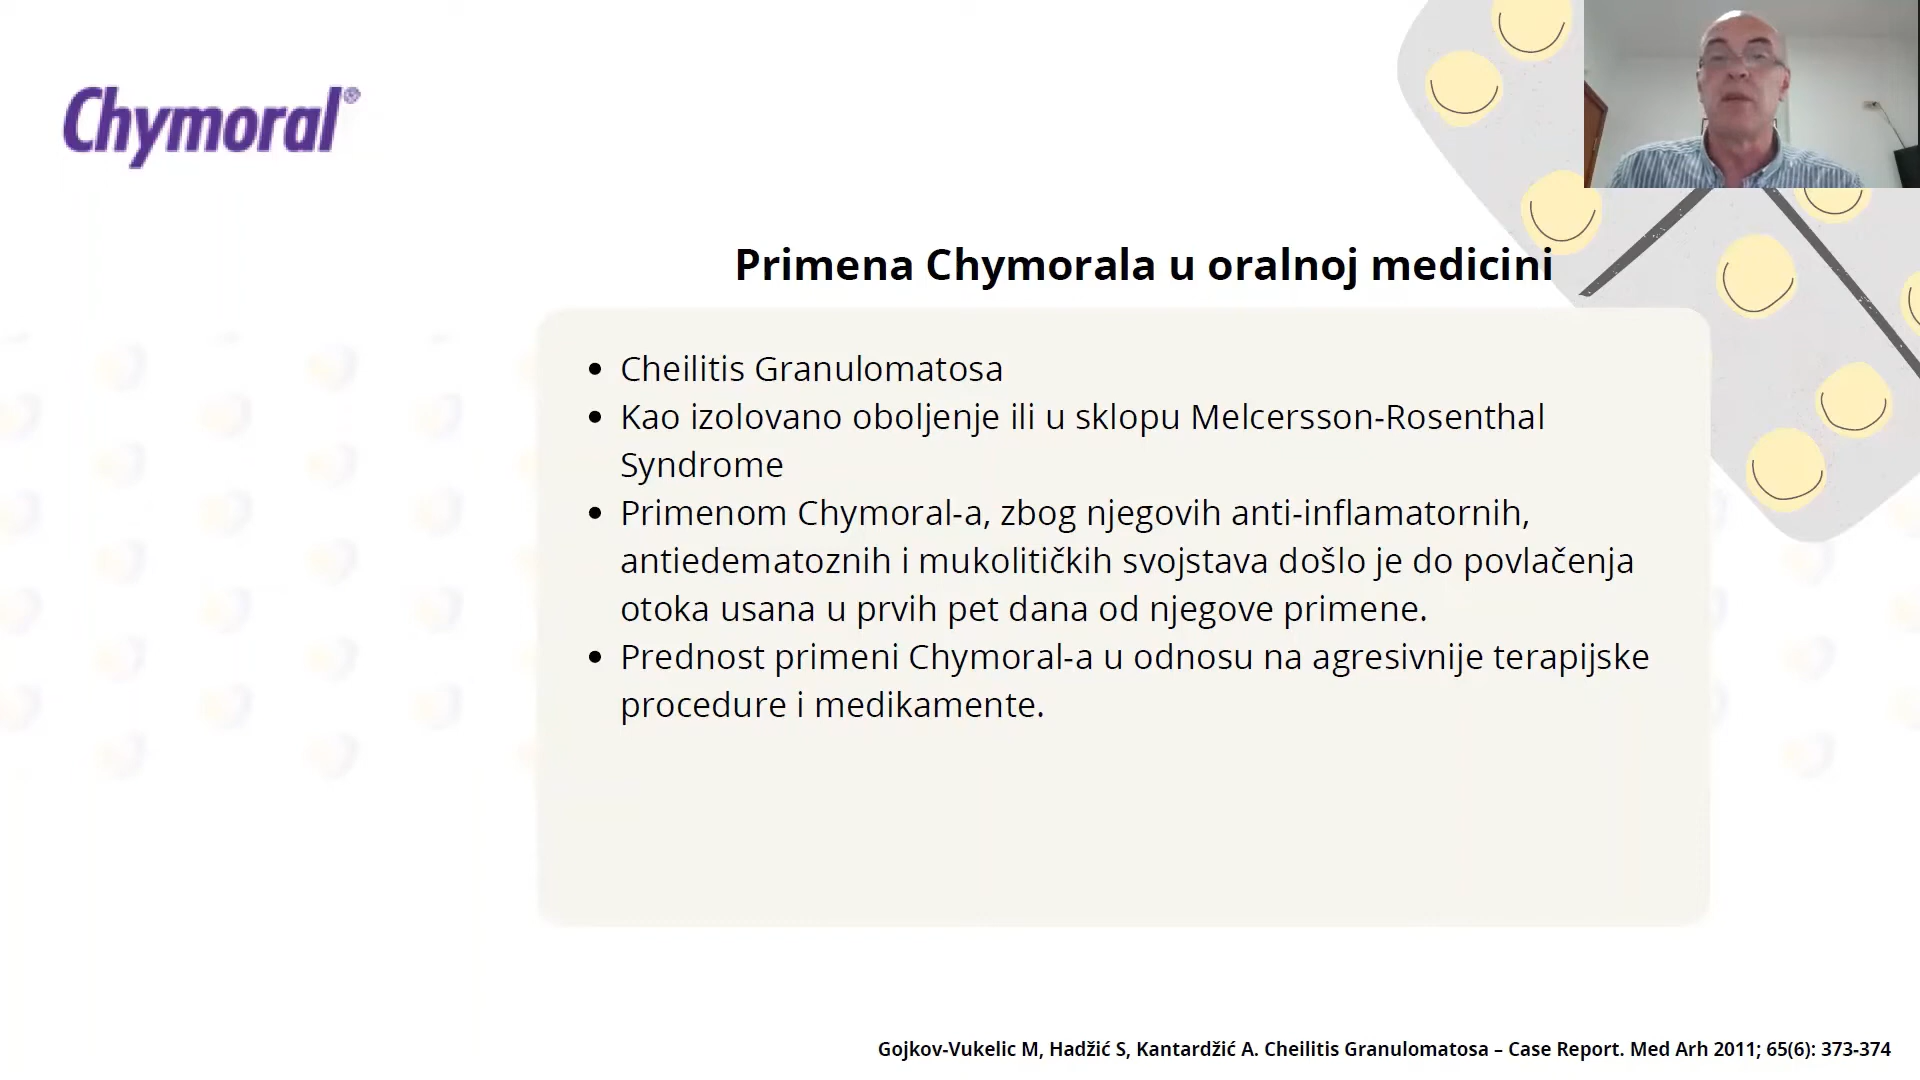 Chymoral®
Primena Chymorala u oralnoj medicini
• Cheilitis Granulomatosa
• Kao izolovano oboljenje ili u sklopu Melcersson-Rosenthal
Syndrome
• Primenom Chymoral-a, zbog njegovih anti-inflamatornih,
antiedematoznih i mukolitičkih svojstava došlo je do povlačenja
otoka usana u prvih pet dana od njegove primene.
• Prednost primeni Chymoral-a u odnosu na agresivnije terapijske
procedure i medikamente.
Gojkov-Vukelic M, Hadžić S, Kantardžić A. Cheilitis Granulomatosa – Case Report. Med Arh 2011; 65(6): 373-374